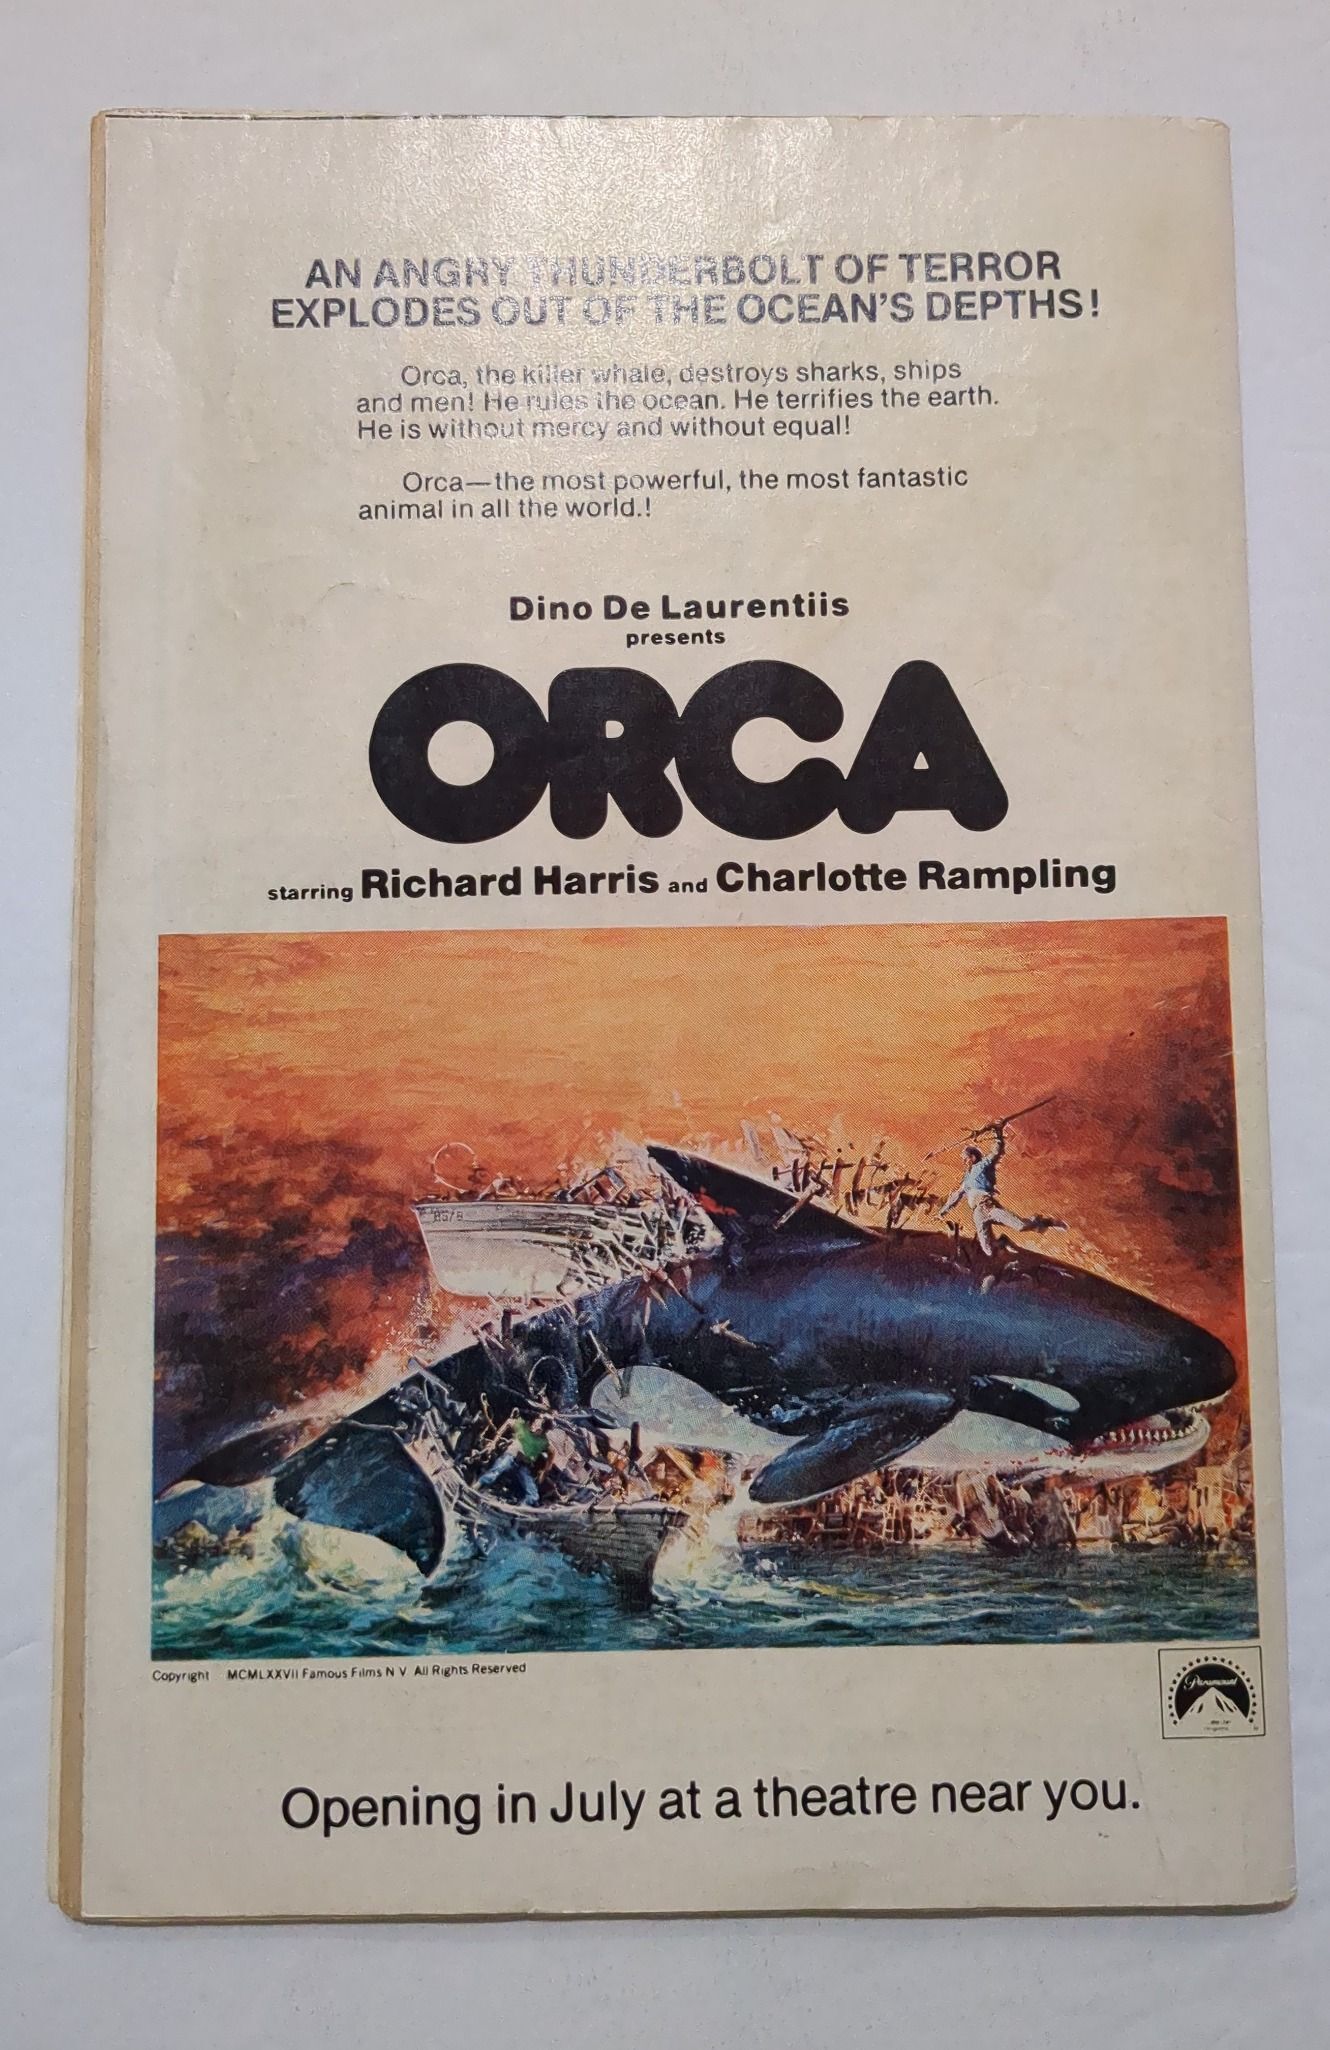 AN ANGRY THUNDERBOLT OF TERROR
EXPLODES OUT OF THE OCEAN'S DEPTHS!
Orca, the killer whale, destroys sharks, ships
and men! He rules the ocean. He terrifies the earth.
He is without mercy and without equal!
Orca—the most powerful, the most fantastic
animal in all the world.!
Dino De Laurentiis
presents
ORCA
starring Richard Harris and Charlotte Rampling
Copyright MCMLXXVII Famous Films N V All Rights Reserved
Paramount
Opening in July at a theatre near you.